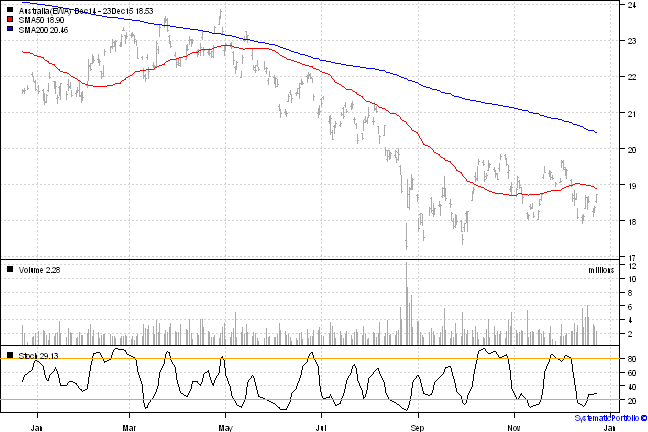 Australia (EWA) Dec14 - 23Dec15 18.53
SMA50 18.90
SMA200 20.46
24
23
22
21
20
19
18
17
Volume 2.28
millions
12
10
8
6
4
2
Stoch 29.13
80
60
40
20
Jan Mar May Jul Sep Nov Jan
SystematicPortfolio ©